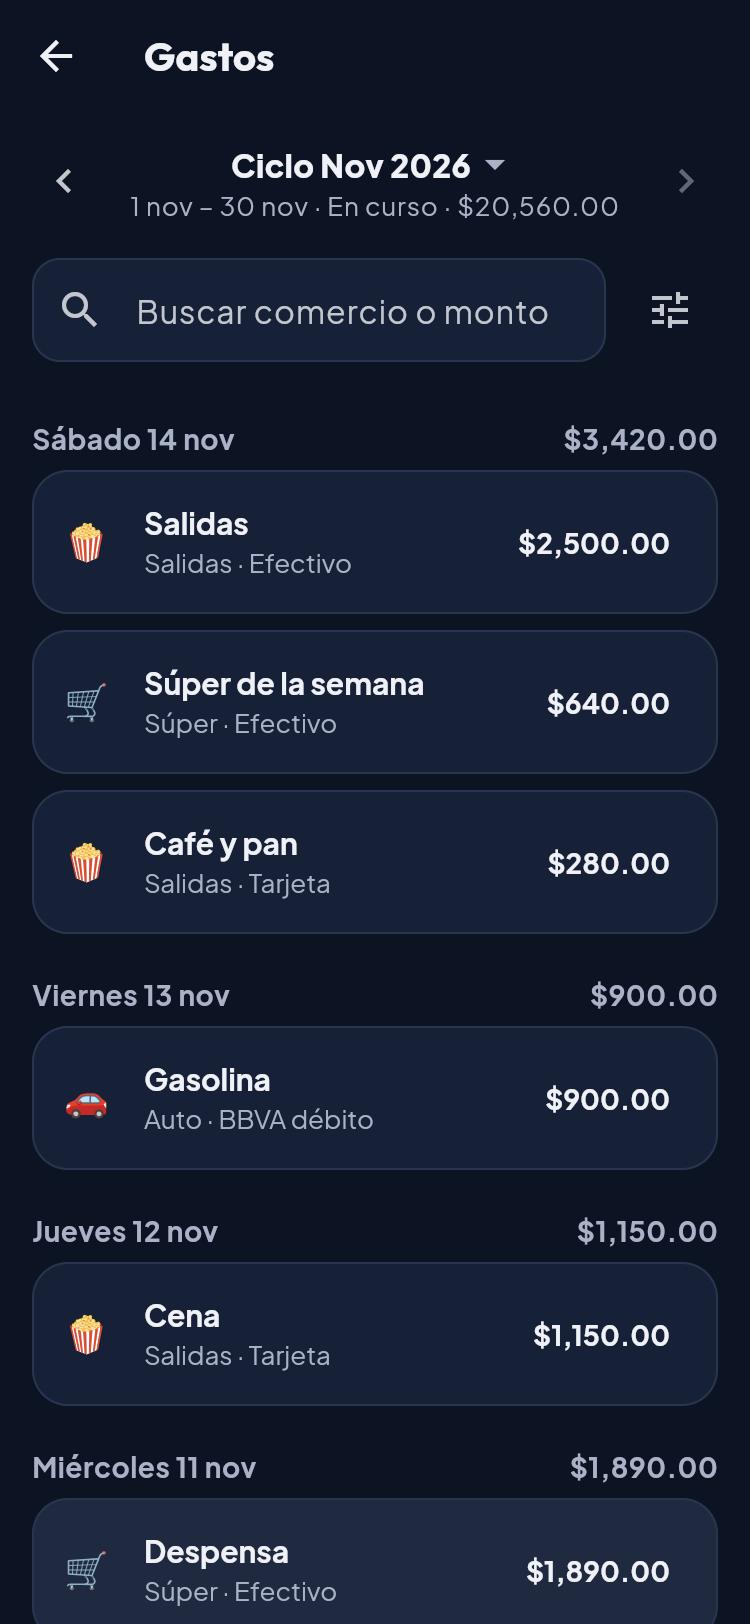 Gastos
Ciclo Nov 2026
1 nov – 30 nov · En curso · $20,560.00
Buscar comercio o monto
Sábado 14 nov $3,420.00
Salidas
Salidas · Efectivo
$2,500.00
Súper de la semana
Súper · Efectivo
$640.00
Café y pan
Salidas · Tarjeta
$280.00
Viernes 13 nov $900.00
Gasolina
Auto · BBVA débito
$900.00
Jueves 12 nov $1,150.00
Cena
Salidas · Tarjeta
$1,150.00
Miércoles 11 nov $1,890.00
Despensa
Súper · Efectivo
$1,890.00